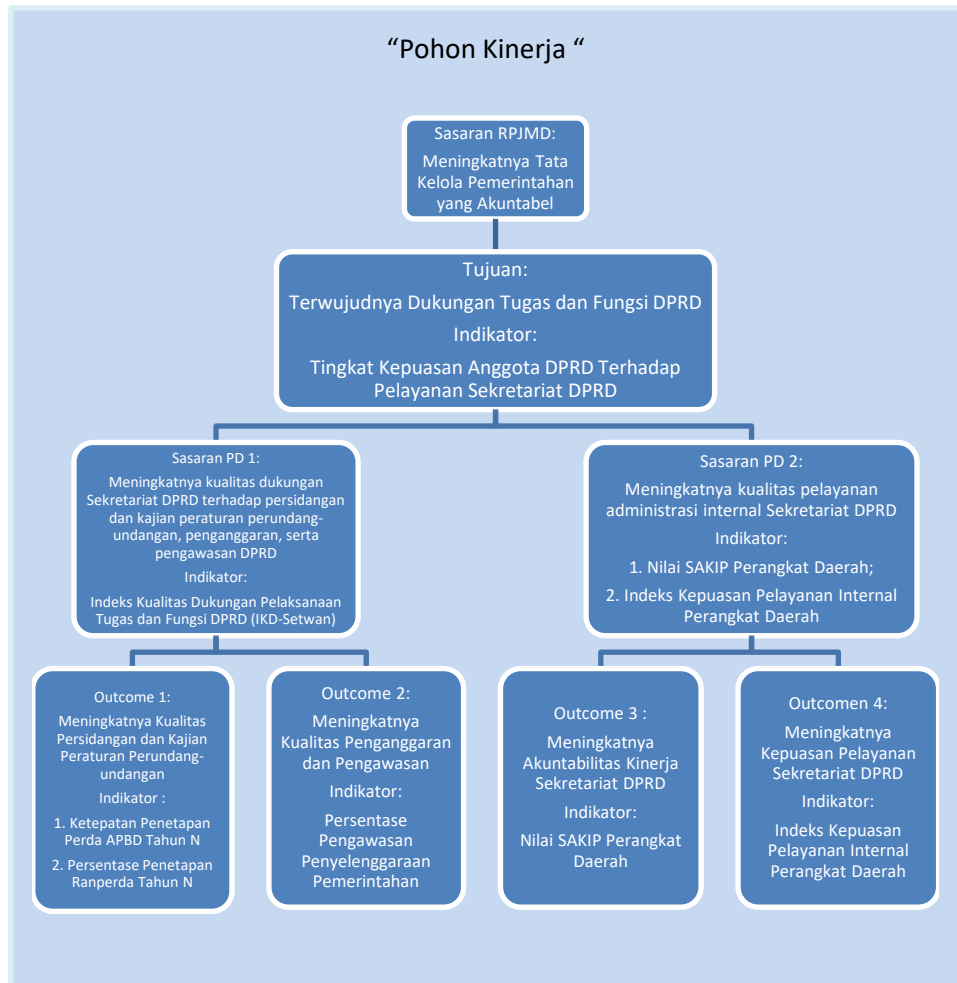 “Pohon Kinerja “
Sasaran RPJMD:
Meningkatnya Tata
Kelola Pemerintahan
yang Akuntabel
Tujuan:
Terwujudnya Dukungan Tugas dan Fungsi DPRD
Indikator:
Tingkat Kepuasan Anggota DPRD Terhadap
Pelayanan Sekretariat DPRD
Sasaran PD 1:
Meningkatnya kualitas dukungan
Sekretariat DPRD terhadap persidangan
dan kajian peraturan perundang-
undangan, penganggaran, serta
pengawasan DPRD
Indikator:
Indeks Kualitas Dukungan Pelaksanaan
Tugas dan Fungsi DPRD (IKD-Setwan)
Sasaran PD 2:
Meningkatnya kualitas pelayanan
administrasi internal Sekretariat DPRD
Indikator:
1. Nilai SAKIP Perangkat Daerah;
2. Indeks Kepuasan Pelayanan Internal
Perangkat Daerah
Outcome 1:
Meningkatnya Kualitas
Persidangan dan Kajian
Peraturan Perundang-
undangan
Indikator :
1. Ketepatan Penetapan
Perda APBD Tahun N
2. Persentase Penetapan
Ranperda Tahun N
Outcome 2:
Meningkatnya
Kualitas Penganggaran
dan Pengawasan
Indikator:
Persentase
Pengawasan
Penyelenggaraan
Pemerintahan
Outcome 3 :
Meningkatnya
Akuntabilitas Kinerja
Sekretariat DPRD
Indikator:
Nilai SAKIP Perangkat
Daerah
Outcomen 4:
Meningkatnya
Kepuasan Pelayanan
Sekretariat DPRD
Indikator:
Indeks Kepuasan
Pelayanan Internal
Perangkat Daerah